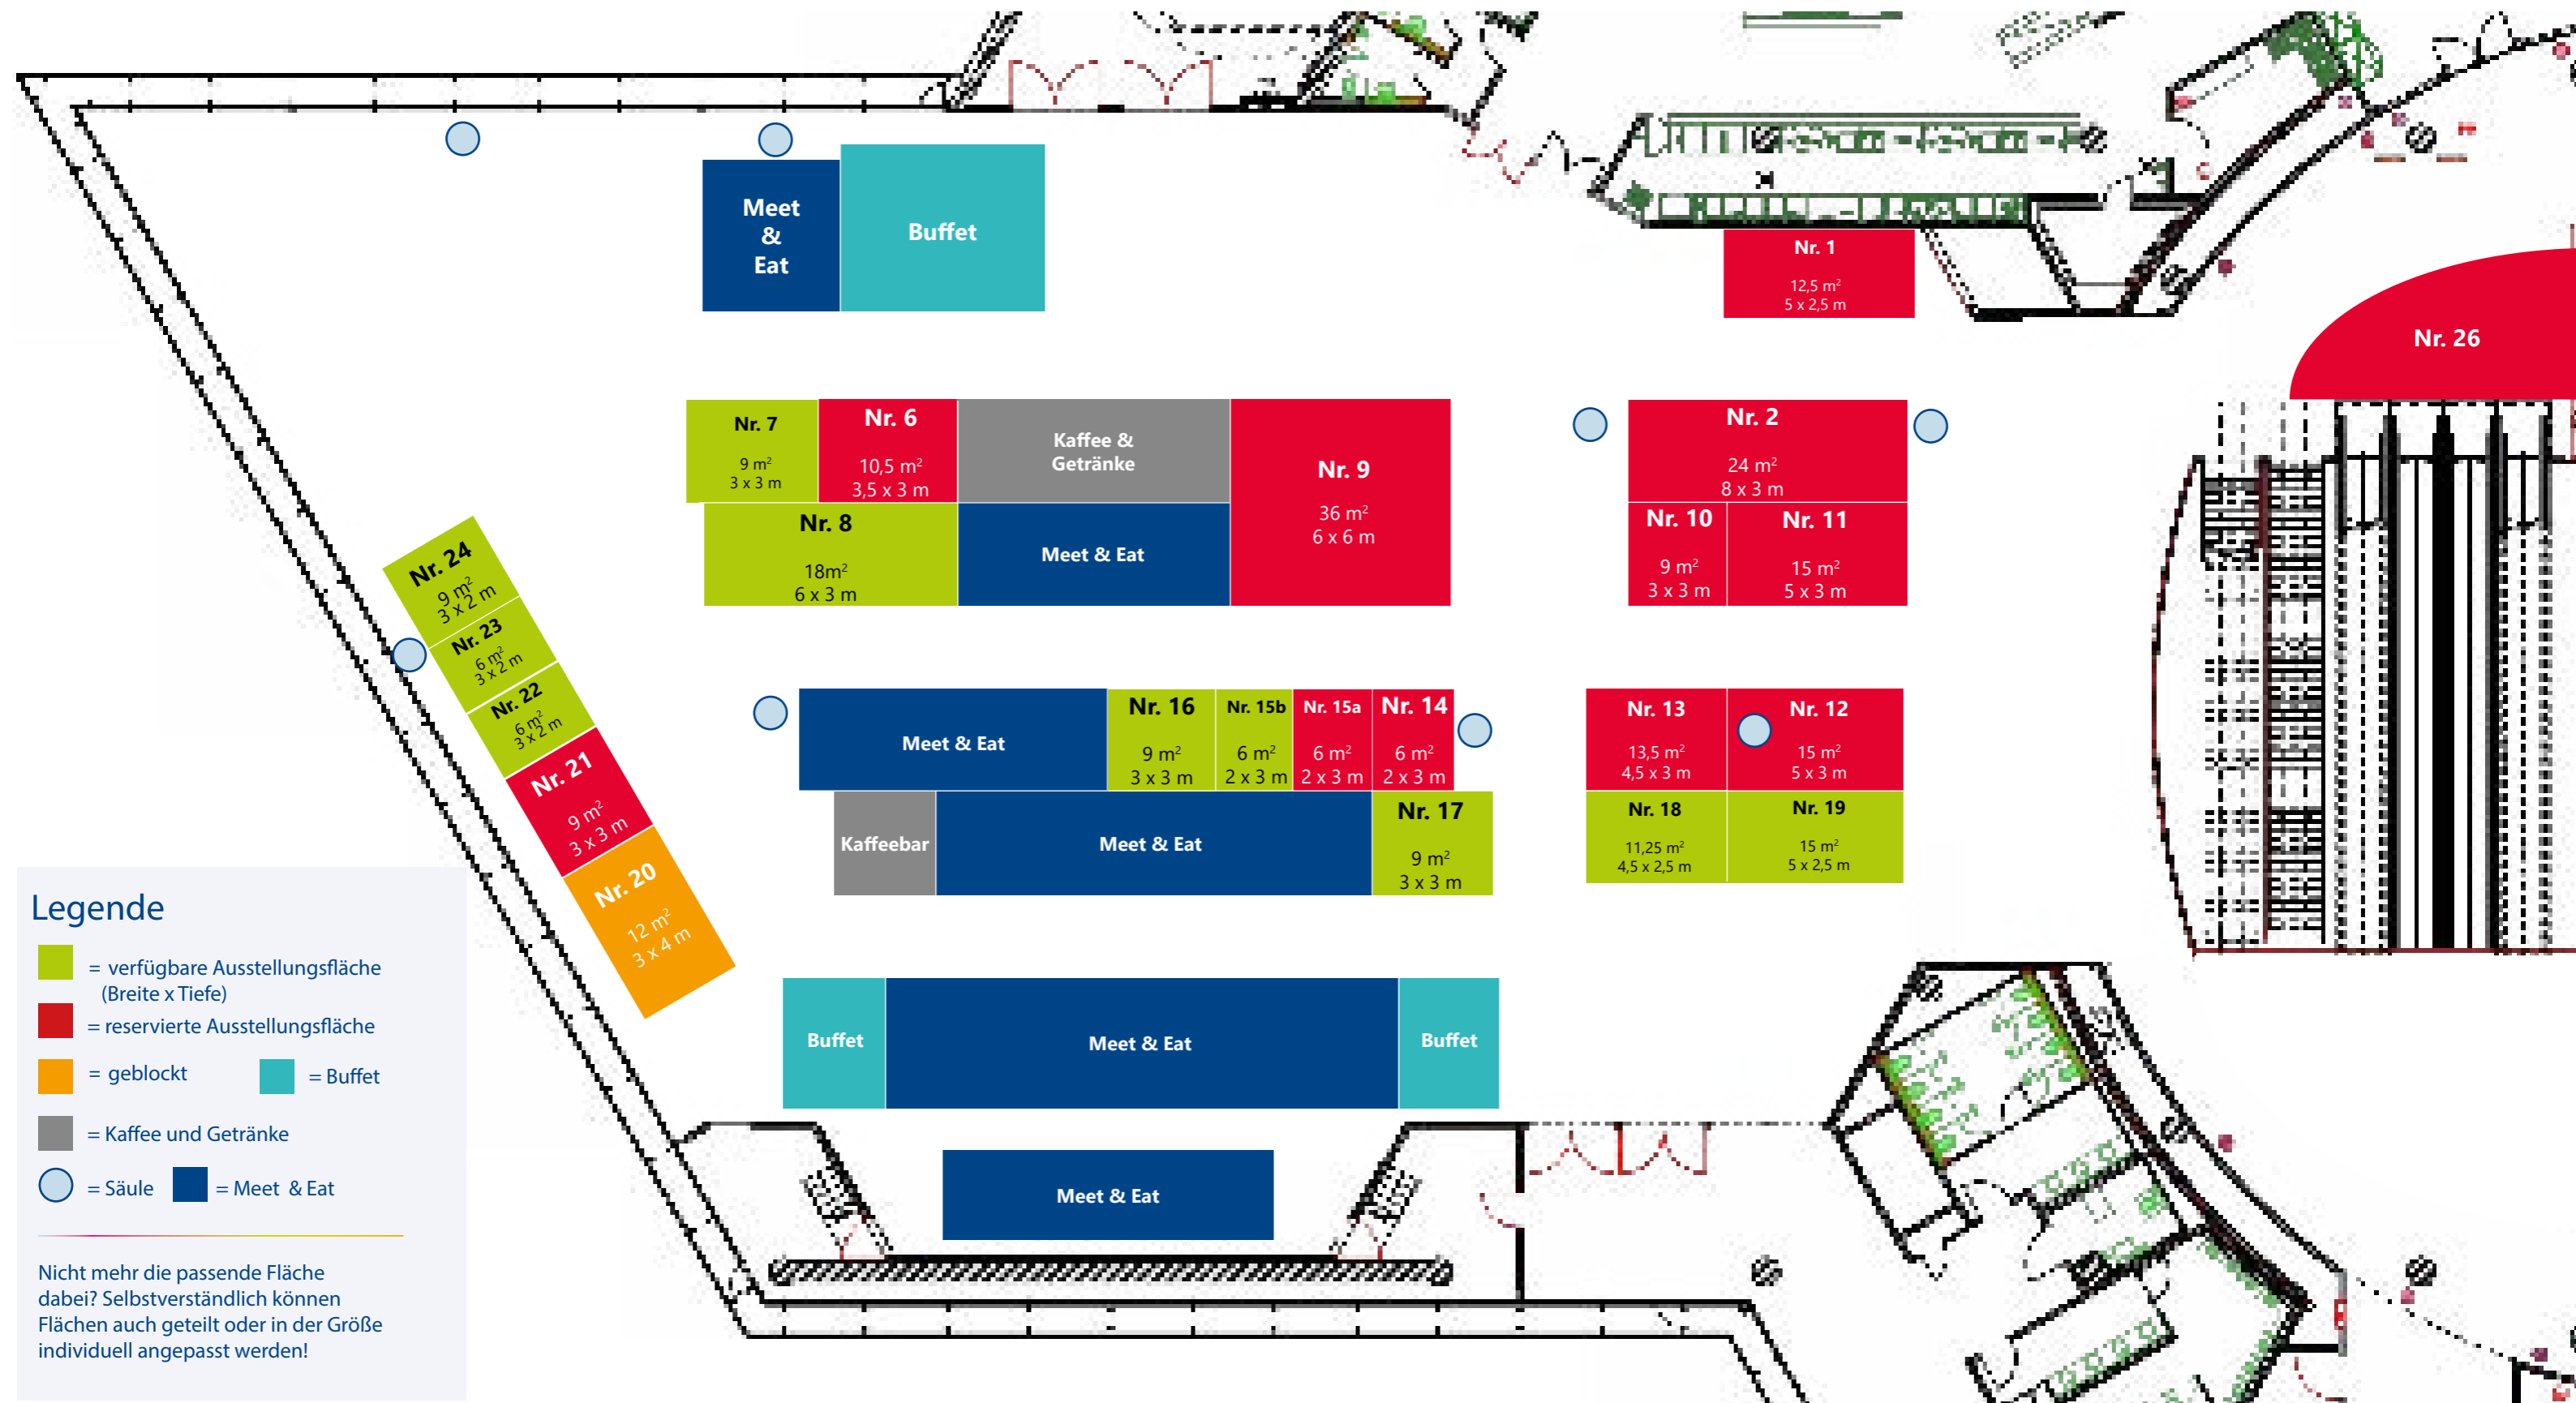 Meet
&
Eat
Buffet
Nr. 1
12,5 m²
5 x 2,5 m
Nr. 26
Nr. 7
9 m²
3 x 3 m
Nr. 6
10,5 m²
3,5 x 3 m
Kaffee &
Getränke
Nr. 9
36 m²
6 x 6 m
Nr. 2
24 m²
8 x 3 m
Nr. 8
18m²
6 x 3 m
Meet & Eat
Nr. 10
9 m²
3 x 3 m
Nr. 11
15 m²
5 x 3 m
Nr. 24
9 m²
3 x 2 m
Nr. 23
6 m²
3 x 2 m
Nr. 22
6 m²
3 x 2 m
Nr. 21
9 m²
3 x 3 m
Nr. 20
12 m²
3 x 4 m
Meet & Eat
Nr. 16
9 m²
3 x 3 m
Nr. 15b
6 m²
2 x 3 m
Nr. 15a
6 m²
2 x 3 m
Nr. 14
6 m²
2 x 3 m
Nr. 13
13,5 m²
4,5 x 3 m
Nr. 12
15 m²
5 x 3 m
Kaffeebar
Meet & Eat
Nr. 17
9 m²
3 x 3 m
Nr. 18
11,25 m²
4,5 x 2,5 m
Nr. 19
15 m²
5 x 2,5 m
Buffet
Meet & Eat
Buffet
Meet & Eat
Legende
= verfügbare Ausstellungsfläche
(Breite x Tiefe)
= reservierte Ausstellungsfläche
= geblockt
= Buffet
= Kaffee und Getränke
= Säule
= Meet & Eat
Nicht mehr die passende Fläche
dabei? Selbstverständlich können
Flächen auch geteilt oder in der Größe
individuell angepasst werden!